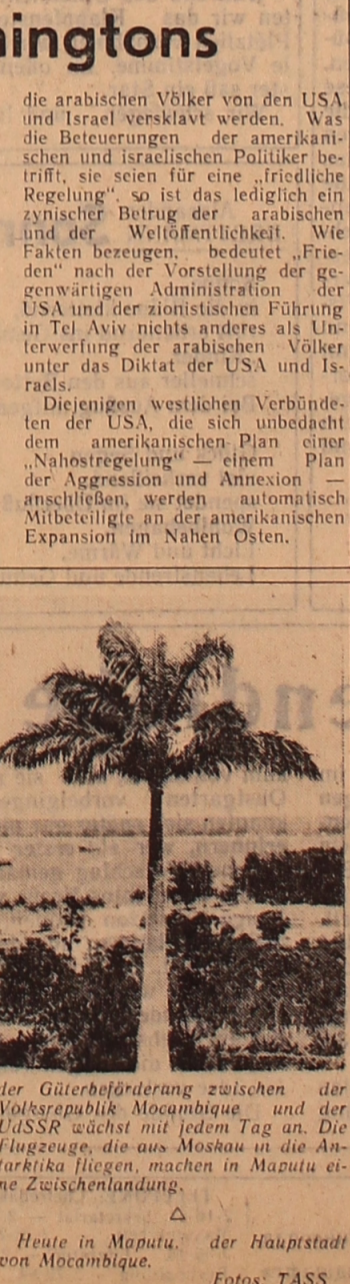 ingtons
die arabischen Völker von den USA
und Israel versklavt werden. Was
die Beteuerungen der amerikani-
schen und israelischen Politiker be-
trifft, sie seien für eine „friedliche
Regelung“, so ist das lediglich ein
zynischer Betrug der arabischen
und der Weltöffentlichkeit. Wie
Fakten bezeugen, bedeutet „Frie-
den“ nach der Vorstellung der ge-
genwärtigen Administration der
USA und der zionistischen Führung
in Tel Aviv nichts anderes als Un-
terwerfung der arabischen Völker
unter das Diktat der USA und Is-
raels.
Diejenigen westlichen Verbünde-
ten der USA, die sich unbedacht
dem amerikanischen Plan einer
„Nahostregelung“ — einem Plan
der Aggression und Annexion —
anschließen, werden automatisch
Mitbeteiligte an der amerikanischen
Expansion im Nahen Osten.
der Güterbeförderung zwischen der
Volksrepublik Mocambique und der
UdSSR wächst mit jedem Tag an. Die
Flugzeuge, die aus Moskau in die An-
tarktika fliegen, machen in Maputu ei-
ne Zwischenlandung.
△
Heute in Maputu, der Hauptstadt
von Mocambique.
Fotos: TASS